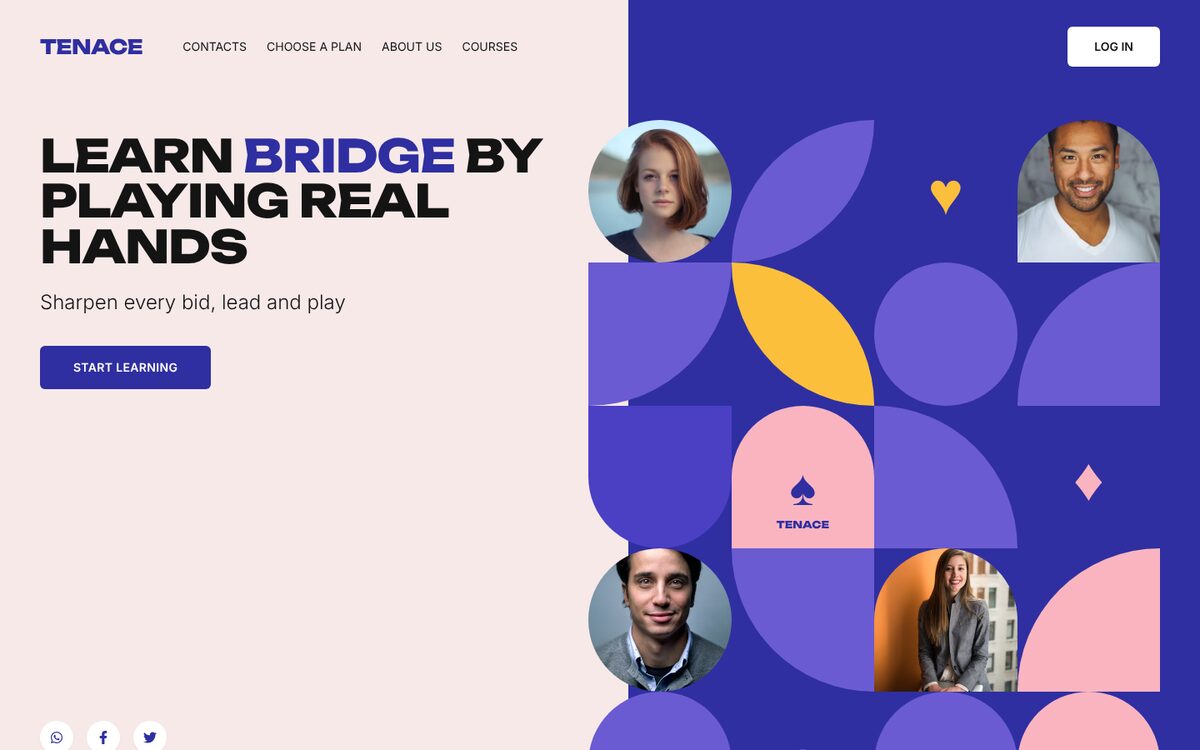 TENACE
CONTACTS
CHOOSE A PLAN
ABOUT US
COURSES
LOG IN
LEARN BRIDGE BY
PLAYING REAL
HANDS
Sharpen every bid, lead and play
START LEARNING
TENACE